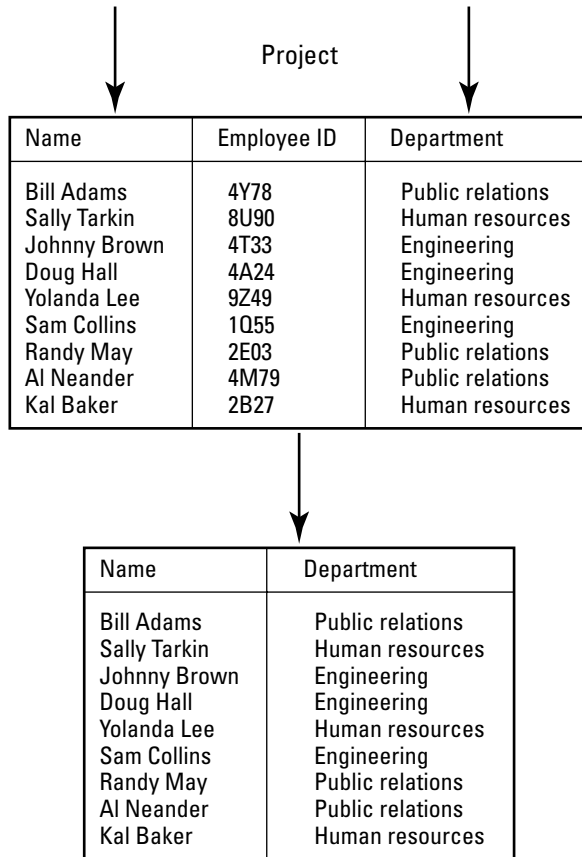 Project
Name Employee ID Department
Bill Adams 4Y78 Public relations
Sally Tarkin 8U90 Human resources
Johnny Brown 4T33 Engineering
Doug Hall 4A24 Engineering
Yolanda Lee 9Z49 Human resources
Sam Collins 1Q55 Engineering
Randy May 2E03 Public relations
Al Neander 4M79 Public relations
Kal Baker 2B27 Human resources
Name Department
Bill Adams Public relations
Sally Tarkin Human resources
Johnny Brown Engineering
Doug Hall Engineering
Yolanda Lee Human resources
Sam Collins Engineering
Randy May Public relations
Al Neander Public relations
Kal Baker Human resources